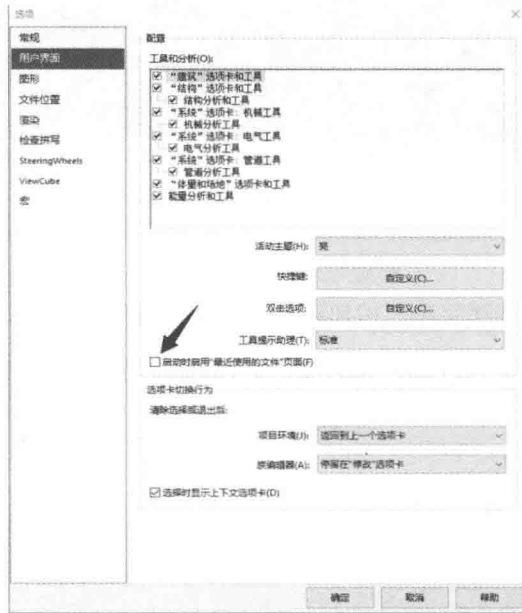 选项
常规
用户界面
图形
文件位置
渲染
检查拼写
SteeringWheels
ViewCube
宏
配置
工具和分析(O):
“建筑”选项卡和工具
“结构”选项卡和工具
结构分析和工具
“系统”选项卡: 机械工具
机械分析工具
“系统”选项卡: 电气工具
电气分析工具
“系统”选项卡: 管道工具
管道分析工具
“体量和场地”选项卡和工具
能量分析和工具
活动主题(H): 亮
快捷键: 自定义(C)...
双击选项: 自定义(C)...
工具提示助理(T): 标准
启动时启用“最近使用的文件”页面(F)
选项卡切换行为
清除选择或退出后:
项目环境(J): 返回到上一个选项卡
族编辑器(A): 停留在“修改”选项卡
选择时显示上下文选项卡(D)
确定 取消 帮助